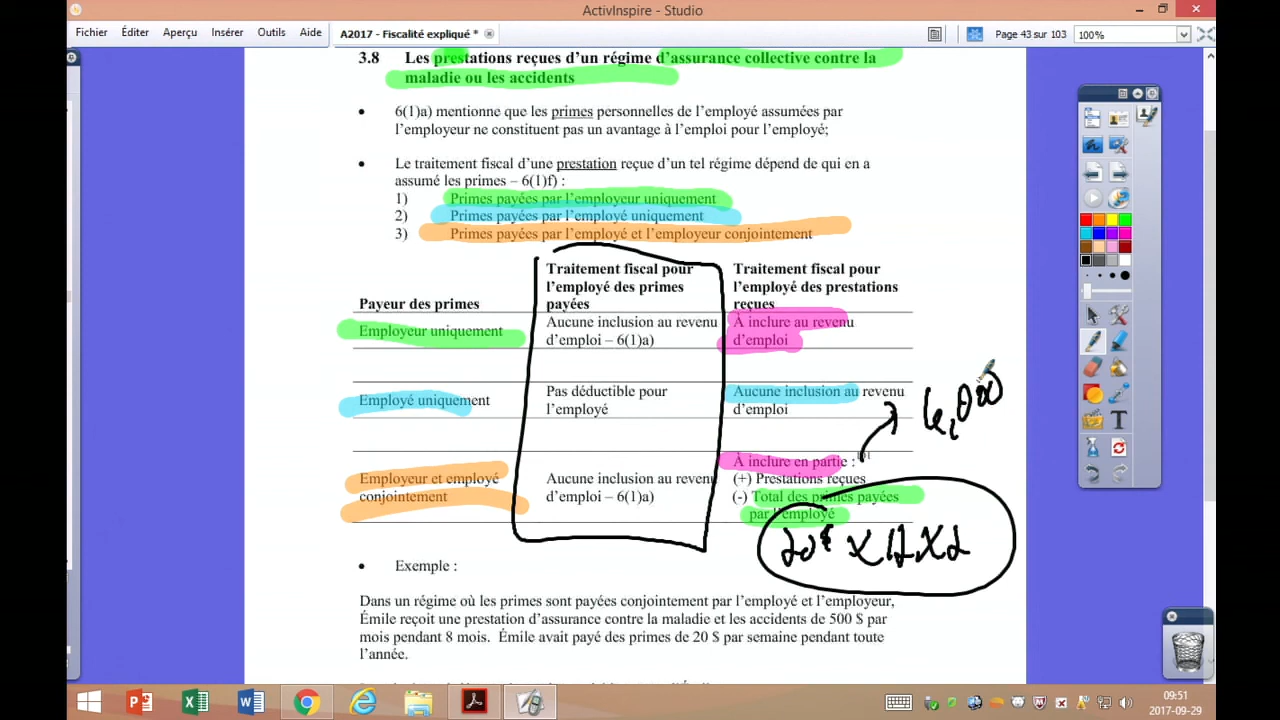 ActivInspire - Studio
Fichier Éditer Aperçu Insérer Outils Aide A2017 - Fiscalité expliqué * Page 43 sur 103 100%
3.8 Les prestations reçues d'un régime d'assurance collective contre la
maladie ou les accidents
• 6(1)a) mentionne que les primes personnelles de l'employé assumées par
l'employeur ne constituent pas un avantage à l'emploi pour l'employé;
• Le traitement fiscal d'une prestation reçue d'un tel régime dépend de qui en a
assumé les primes – 6(1)f) :
1) Primes payées par l'employeur uniquement
2) Primes payées par l'employé uniquement
3) Primes payées par l'employé et l'employeur conjointement
Payeur des primes
Traitement fiscal pour
l'employé des primes
payées
Traitement fiscal pour
l'employé des prestations
reçues
Employeur uniquement
Aucune inclusion au revenu
d'emploi – 6(1)a)
À inclure au revenu
d'emploi
Employé uniquement
Pas déductible pour
l'employé
Aucune inclusion au revenu
d'emploi
Employeur et employé
conjointement
Aucune inclusion au revenu
d'emploi – 6(1)a)
À inclure en partie :
(+) Prestations reçues
(-) Total des primes payées
par l'employé
20$ X 12 X 2
• Exemple :
Dans un régime où les primes sont payées conjointement par l'employé et l'employeur,
Émile reçoit une prestation d'assurance contre la maladie et les accidents de 500 $ par
mois pendant 8 mois. Émile avait payé des primes de 20 $ par semaine pendant toute
l'année.
09:51
2017-09-29